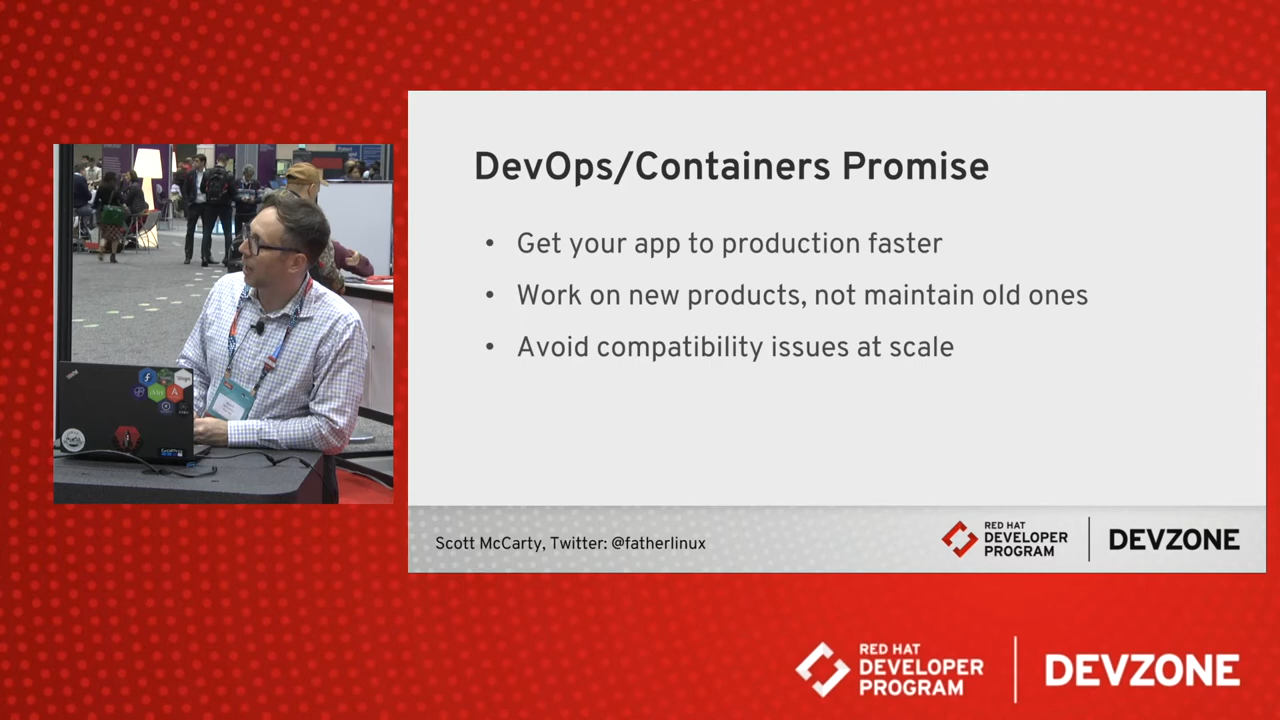 DevOps/Containers Promise
• Get your app to production faster
• Work on new products, not maintain old ones
• Avoid compatibility issues at scale
Scott McCarty, Twitter: @fatherlinux
RED HAT
DEVELOPER
PROGRAM
DEVZONE
RED HAT
DEVELOPER
PROGRAM
DEVZONE